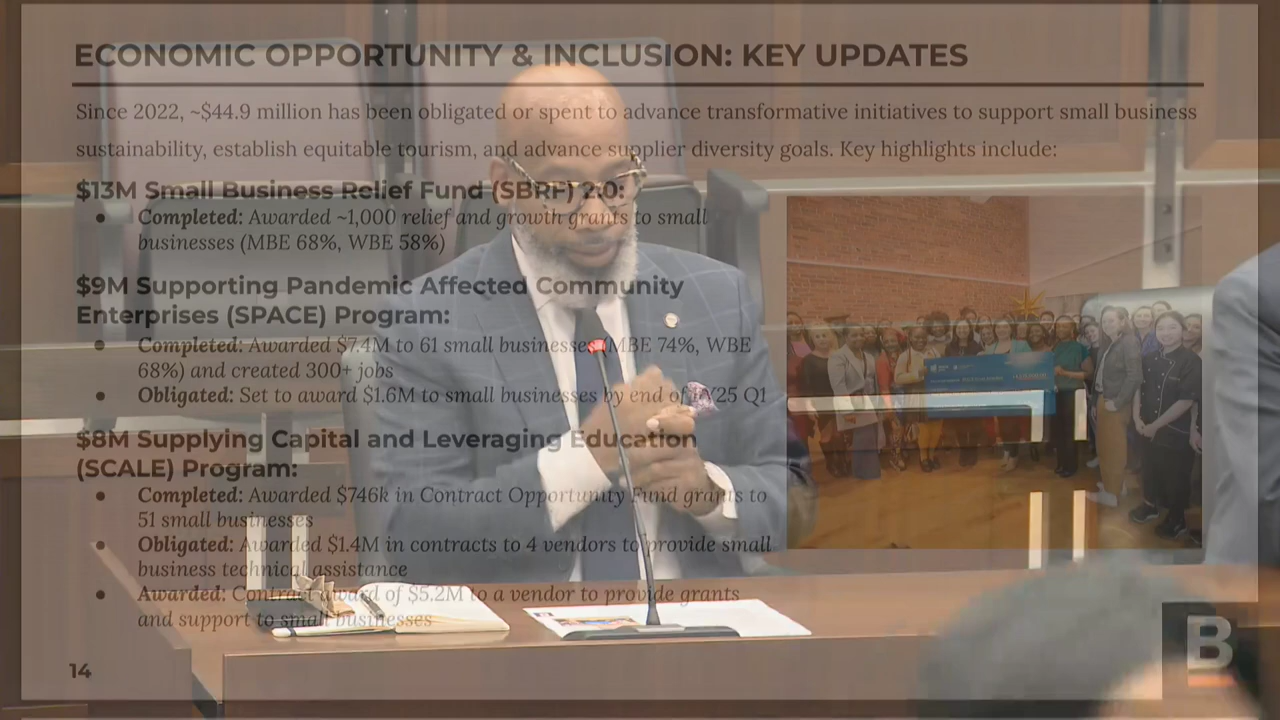 ECONOMIC OPPORTUNITY & INCLUSION: KEY UPDATES
Since 2022, ~$44.9 million has been obligated or spent to advance transformative initiatives to support small business
sustainability, establish equitable tourism, and advance supplier diversity goals. Key highlights include:
$13M Small Business Relief Fund (SBRF) 2.0:
● Completed: Awarded ~1,000 relief and growth grants to small
businesses (MBE 68%, WBE 58%)
$9M Supporting Pandemic Affected Community
Enterprises (SPACE) Program:
● Completed: Awarded $7.4M to 61 small businesses (MBE 74%, WBE
68%) and created 300+ jobs
● Obligated: Set to award $1.6M to small businesses by end of FY25 Q1
$8M Supplying Capital and Leveraging Education
(SCALE) Program:
● Completed: Awarded $746k in Contract Opportunity Fund grants to
51 small businesses
● Obligated: Awarded $1.4M in contracts to 4 vendors to provide small
business technical assistance
● Awarded: Contract award of $5.2M to a vendor to provide grants
and support to small businesses
14
B